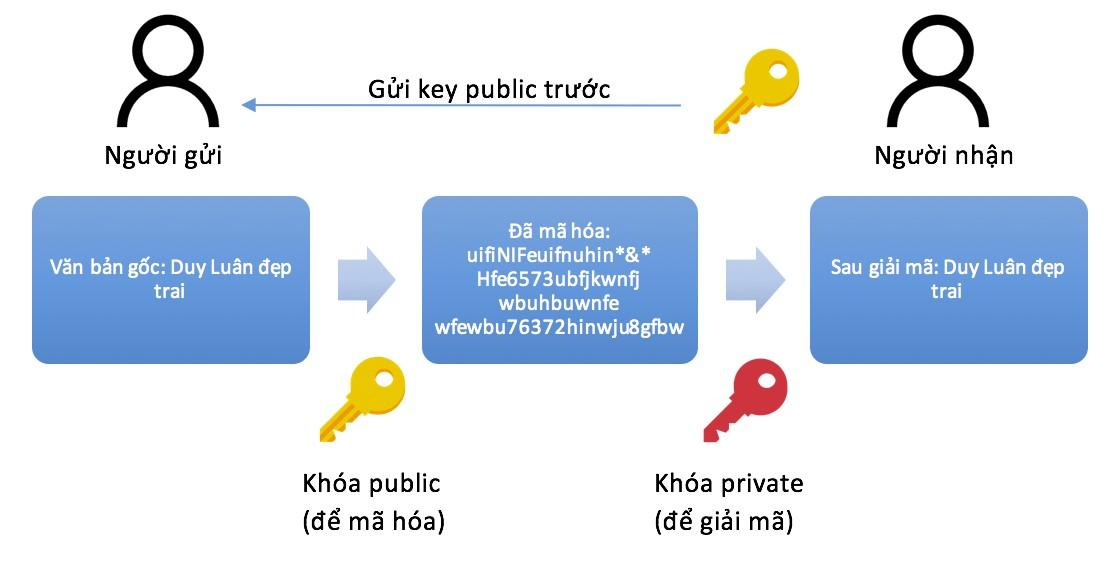 Gửi key public trước
Người gửi
Người nhận
Văn bản gốc: Duy Luân đẹp
trai
Đã mã hóa:
uifiNIFeuifnuhin*&*
Hfe6573ubfjkwnfj
wbuhbuwnfe
wfewbu76372hinwju8gfbw
Sau giải mã: Duy Luân đẹp
trai
Khóa public
(để mã hóa)
Khóa private
(để giải mã)